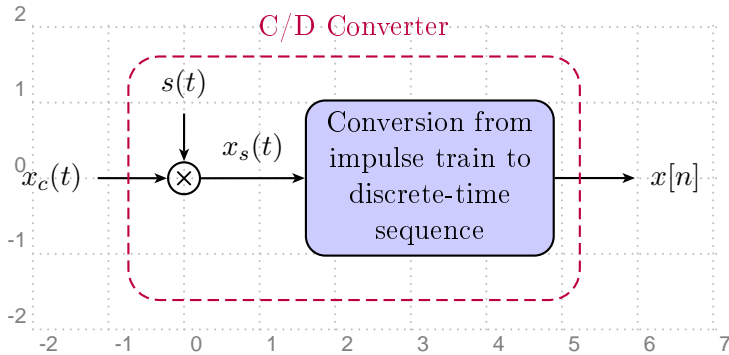 C/D Converter
2
s(t)
1
Conversion from
x_s(t)
impulse train to
0
x_c(t)
×
x[n]
discrete-time
sequence
-1
-2
-2 -1 0 1 2 3 4 5 6 7